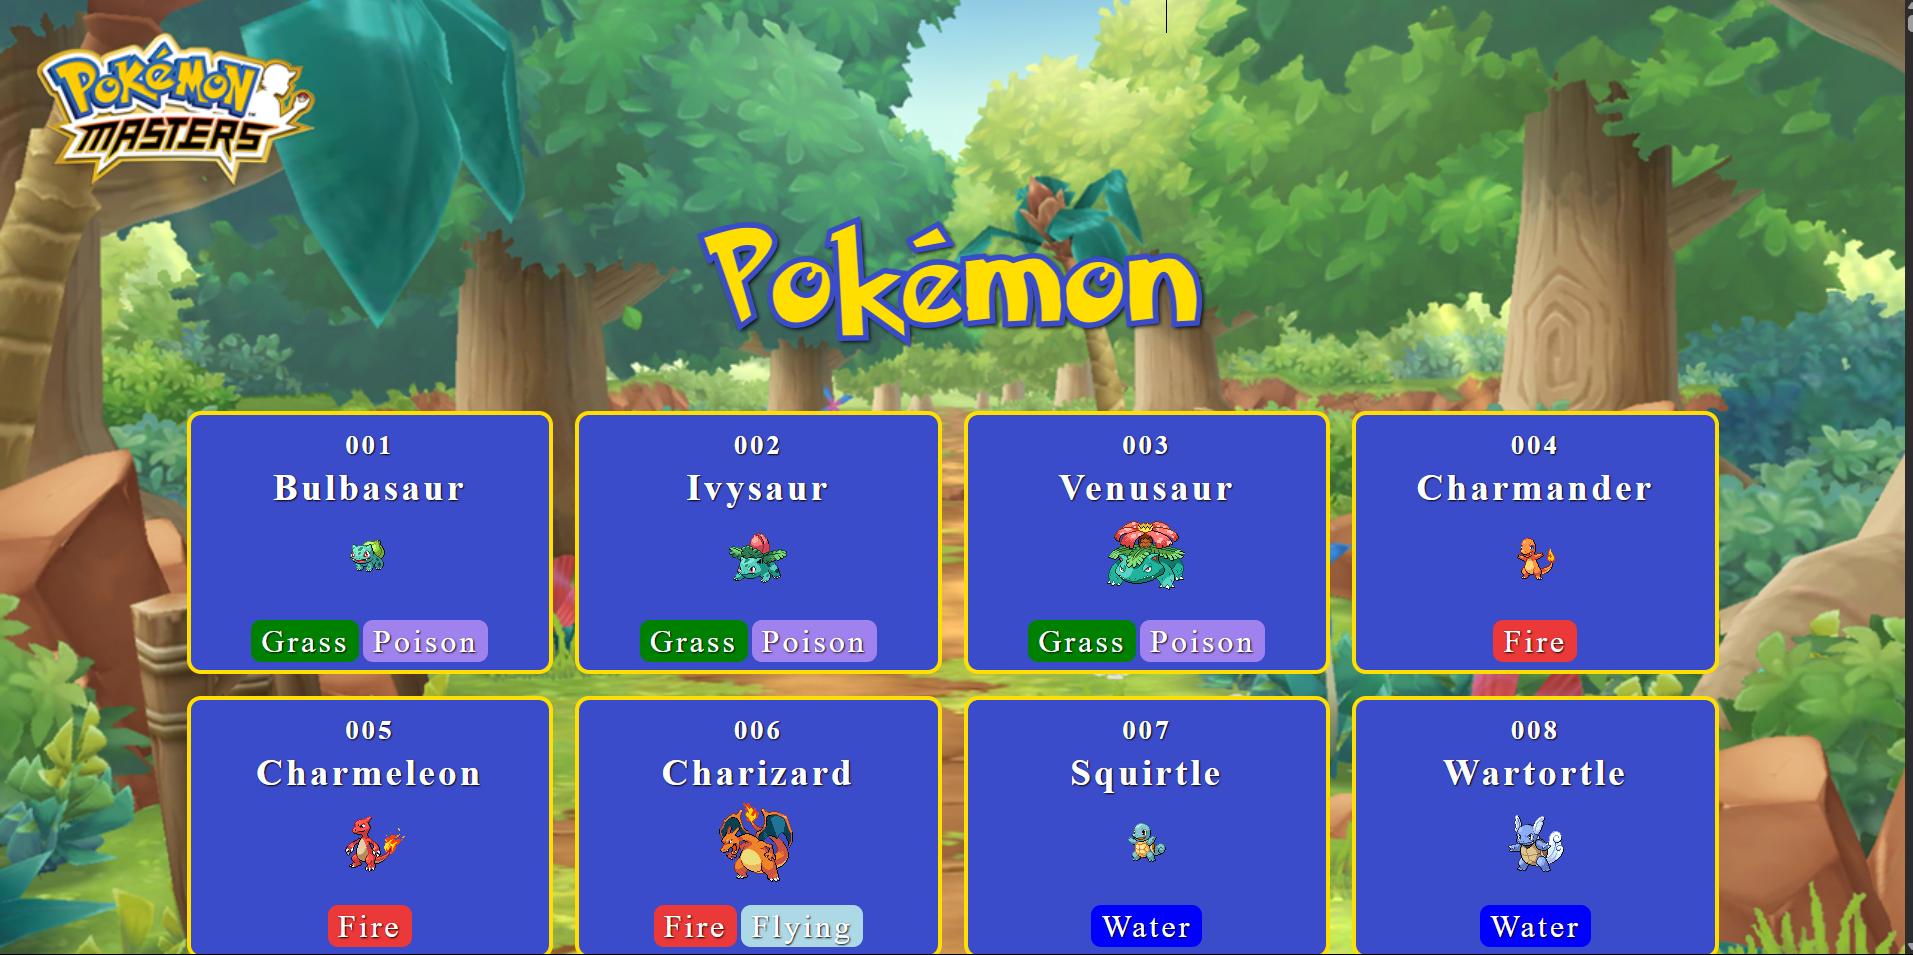 Pokémon
MASTERS
Pokémon
001
Bulbasaur
Grass Poison
002
Ivysaur
Grass Poison
003
Venusaur
Grass Poison
004
Charmander
Fire
005
Charmeleon
Fire
006
Charizard
Fire Flying
007
Squirtle
Water
008
Wartortle
Water